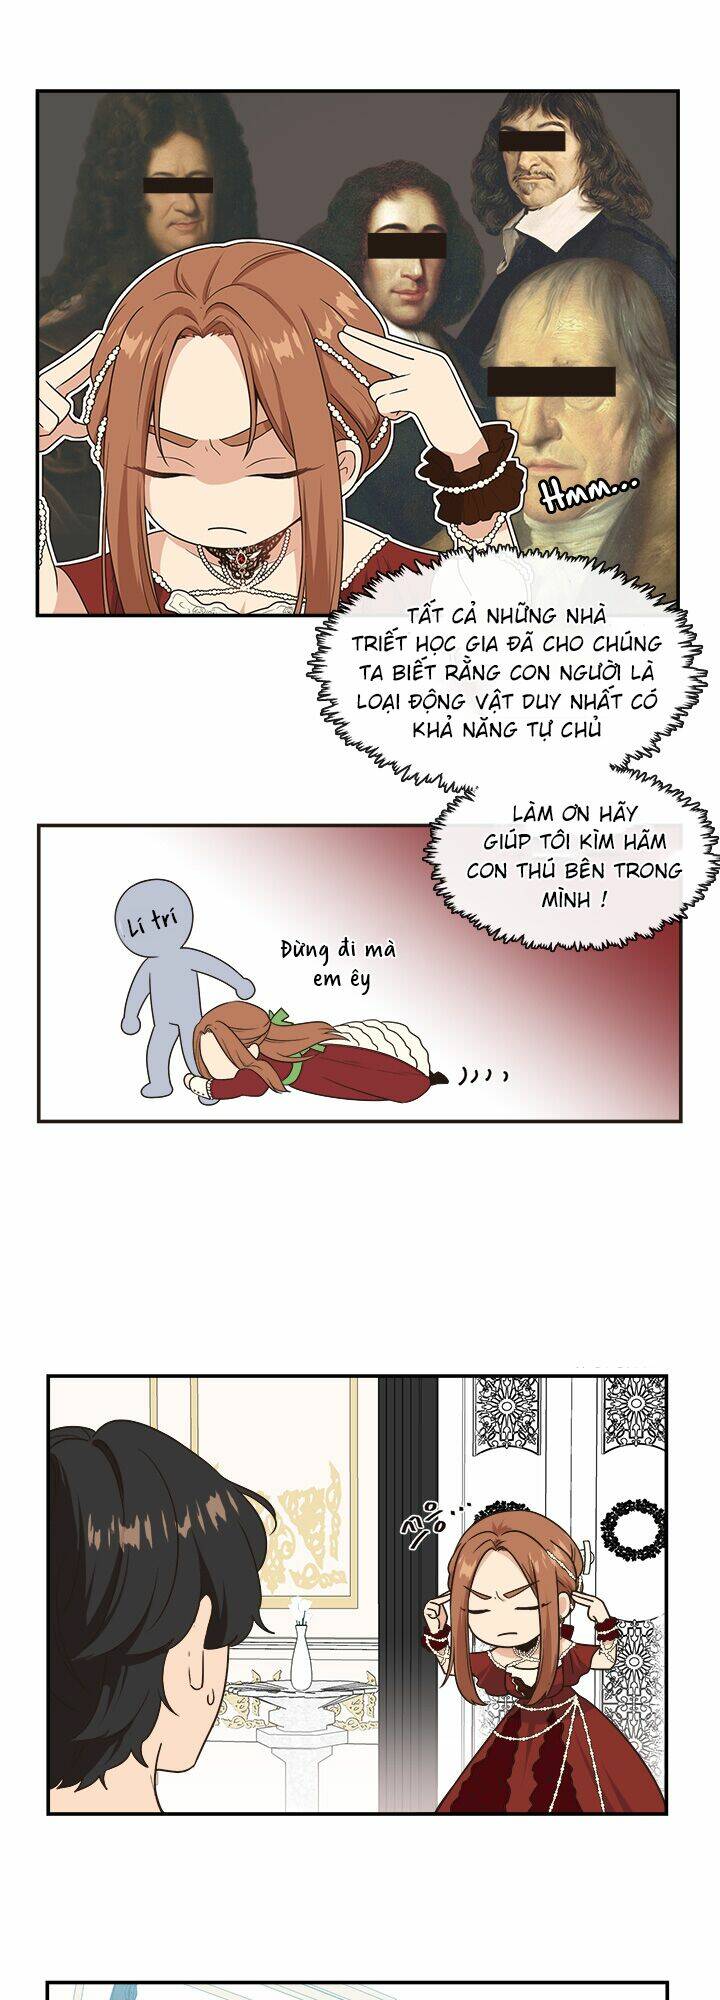 Hmm...
TẤT CẢ NHỮNG NHÀ
TRIẾT HỌC GIA ĐÃ CHO CHÚNG
TA BIẾT RẰNG CON NGƯỜI LÀ
LOẠI ĐỘNG VẬT DUY NHẤT CÓ
KHẢ NĂNG TỰ CHỦ
LÀM ƠN HÃY
GIÚP TÔI KÌM HÃM
CON THÚ BÊN TRONG
MÌNH !
Lí trí
Đừng đi mà
em êy
끄응...